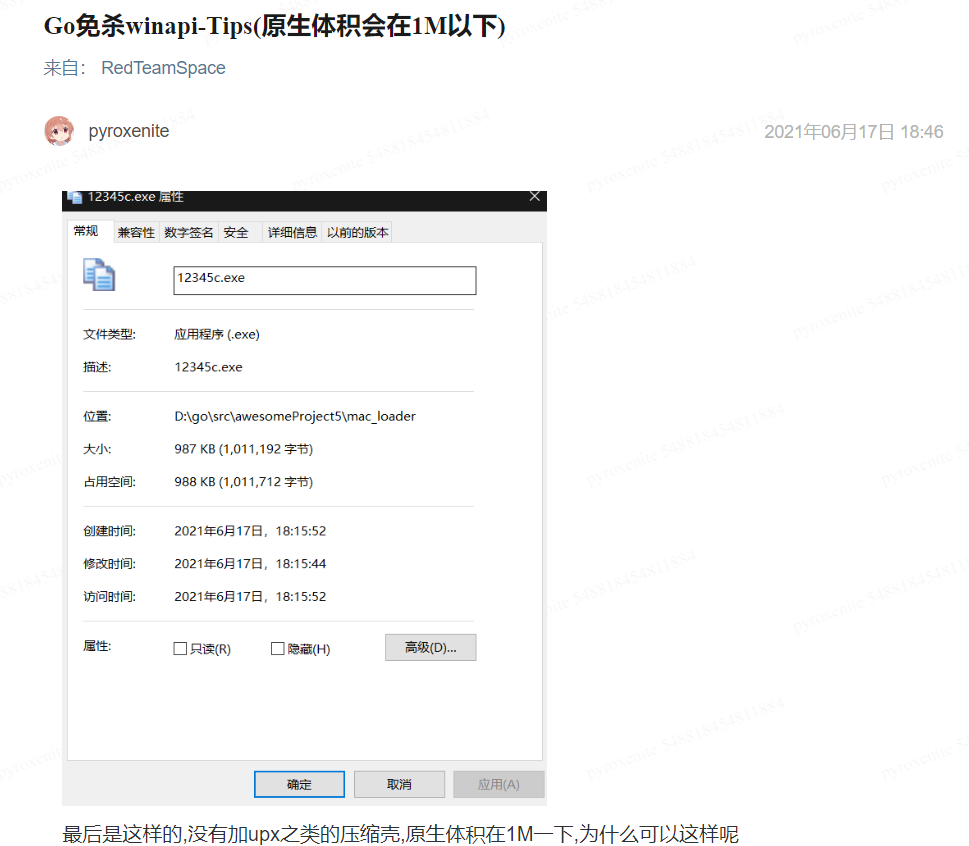 Go免杀winapi-Tips(原生体积会在1M以下)
来自： RedTeamSpace
pyroxenite
2021年06月17日 18:46
12345c.exe 属性
常规 兼容性 数字签名 安全 详细信息 以前的版本
12345c.exe
文件类型: 应用程序 (.exe)
描述: 12345c.exe
位置: D:\go\src\awesomeProject5\mac_loader
大小: 987 KB (1,011,192 字节)
占用空间: 988 KB (1,011,712 字节)
创建时间: 2021年6月17日，18:15:52
修改时间: 2021年6月17日，18:15:44
访问时间: 2021年6月17日，18:15:52
属性: 只读(R) 隐藏(H) 高级(D)...
确定 取消 应用(A)
最后是这样的,没有加upx之类的压缩壳,原生体积在1M一下,为什么可以这样呢